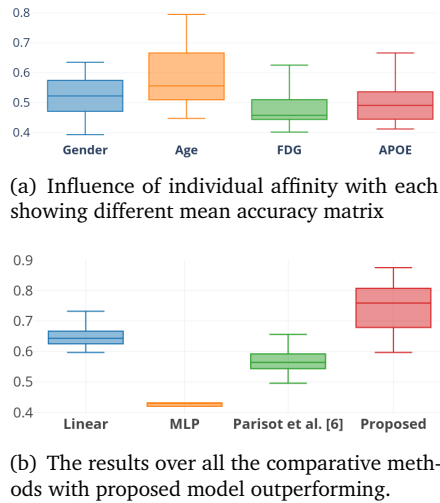 0.8
0.7
0.6
0.5
0.4
Gender Age FDG APOE
(a) Influence of individual affinity with each
showing different mean accuracy matrix
0.9
0.8
0.7
0.6
0.5
0.4
Linear MLP Parisot et al. [6] Proposed
(b) The results over all the comparative meth-
ods with proposed model outperforming.